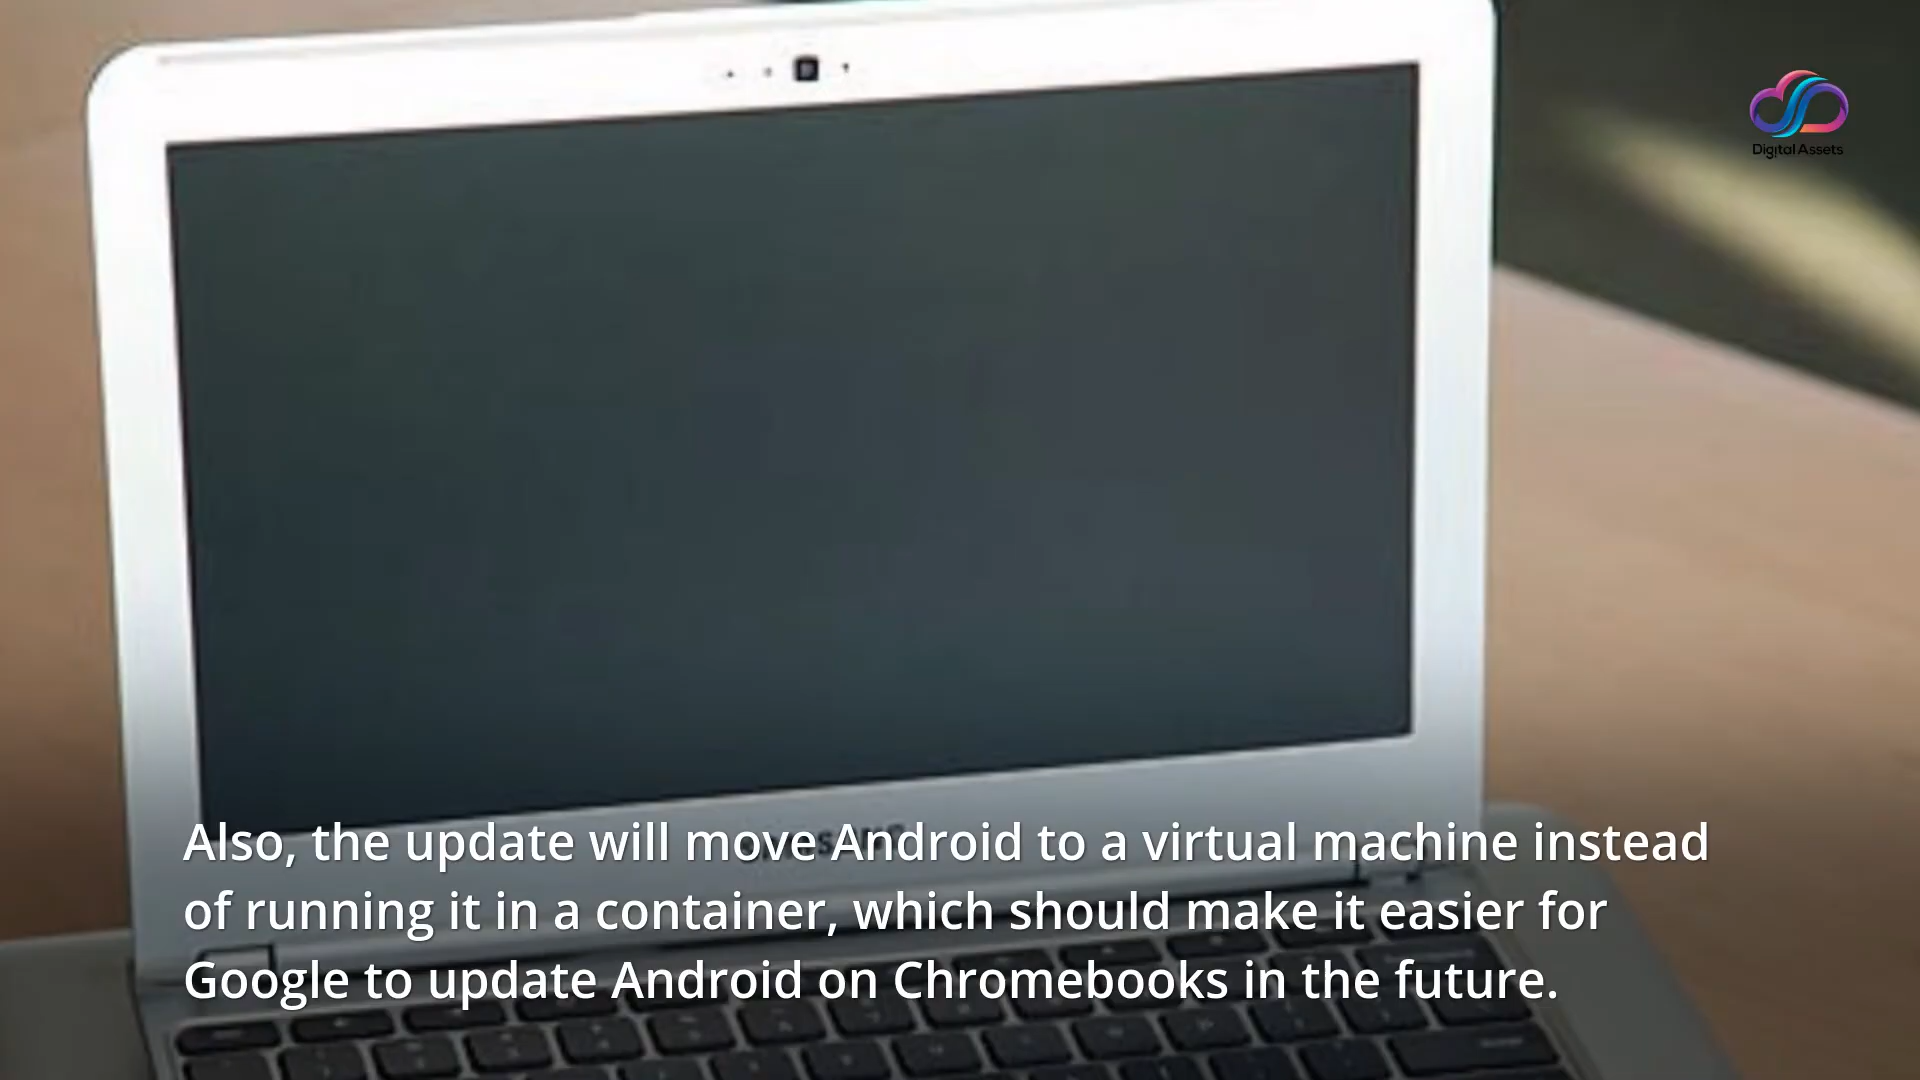 Digital Assets
Also, the update will move Android to a virtual machine instead
of running it in a container, which should make it easier for
Google to update Android on Chromebooks in the future.